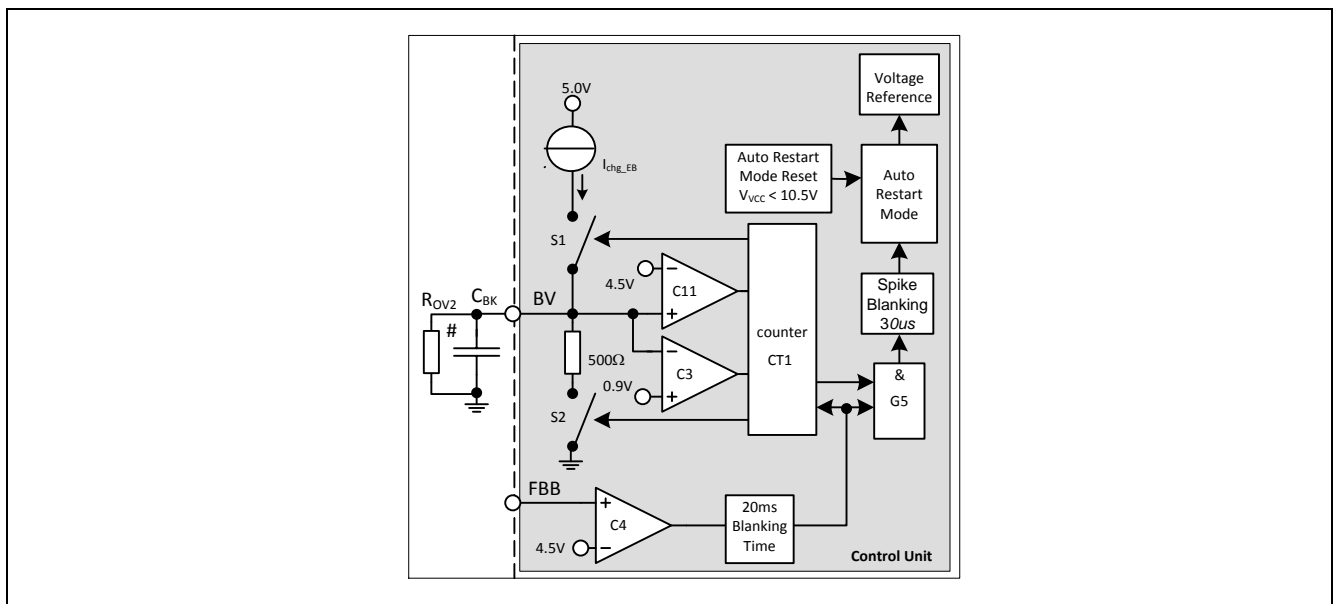 Voltage
Reference
5.0V
Ichg_EB
Auto Restart
Mode Reset
VVCC < 10.5V
Auto
Restart
Mode
S1
4.5V
C11
Spike
Blanking
30us
ROV2
CBK
BV
#
counter
CT1
500Ω
C3
0.9V
&
G5
S2
FBB
C4
20ms
Blanking
Time
4.5V
Control Unit